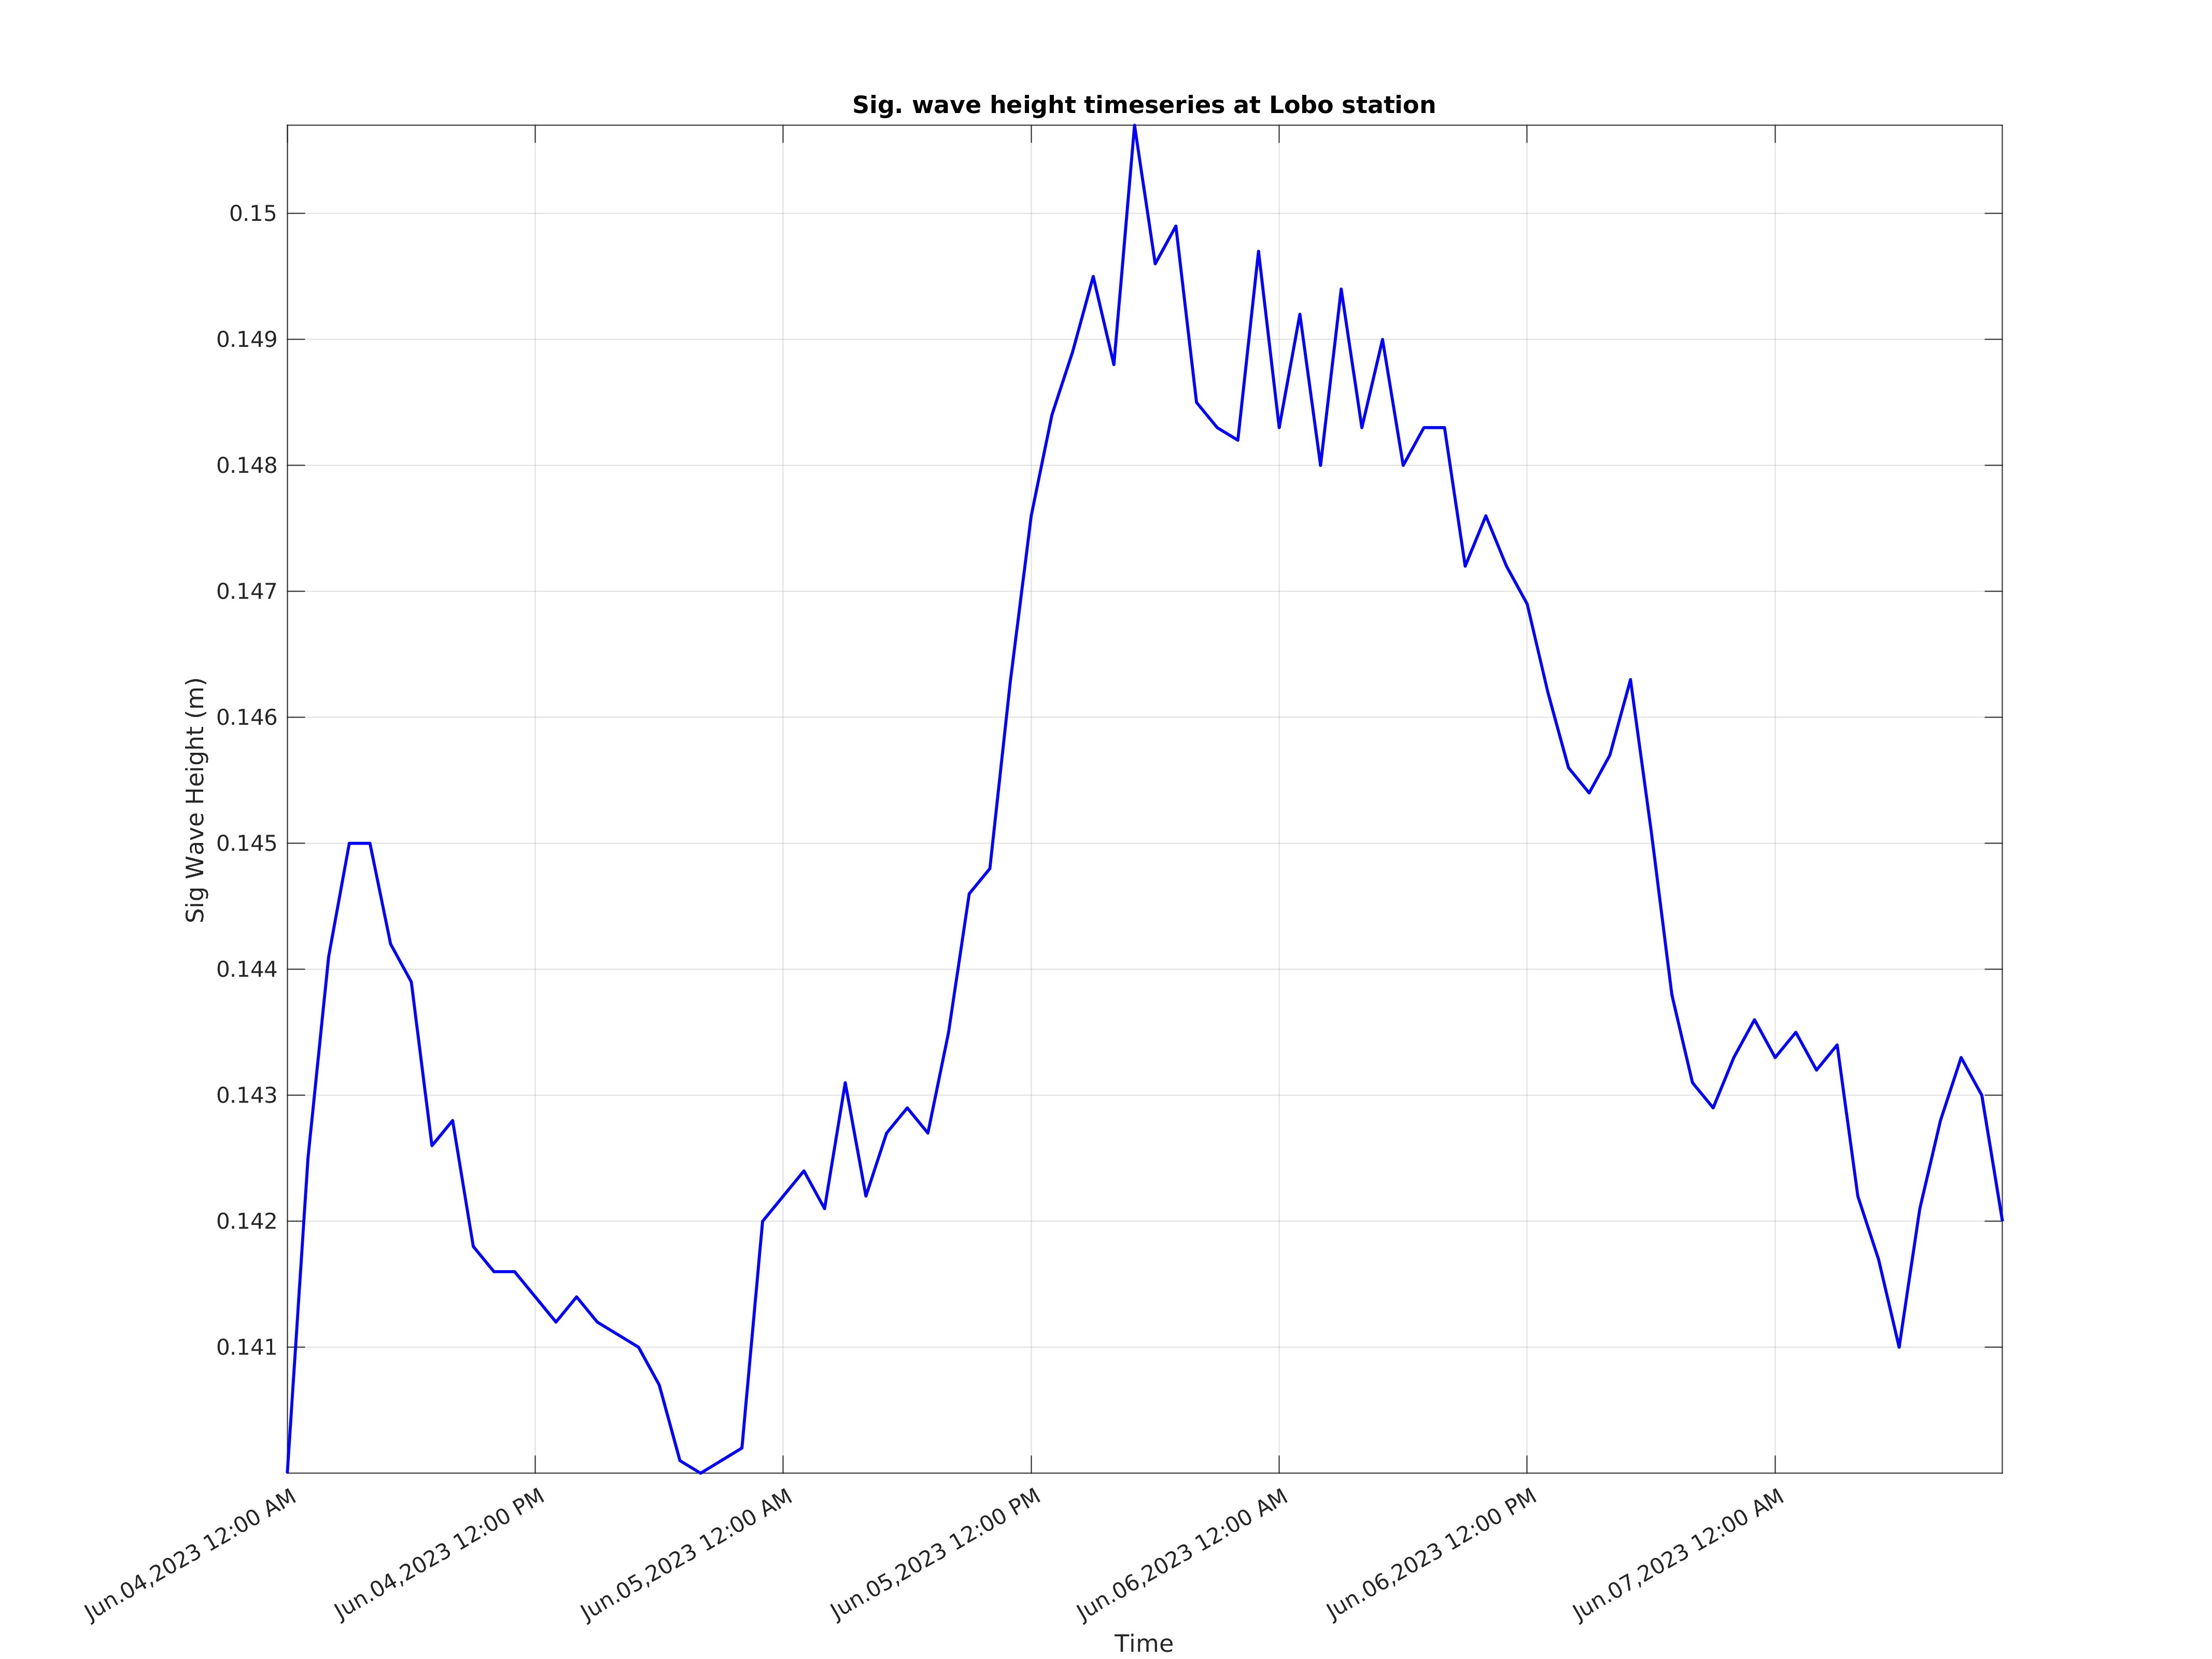 Sig. wave height timeseries at Lobo station
0.15
0.149
0.148
0.147
0.146
0.145
0.144
0.143
0.142
0.141
Sig Wave Height (m)
Jun.04,2023 12:00 AM
Jun.04,2023 12:00 PM
Jun.05,2023 12:00 AM
Jun.05,2023 12:00 PM
Jun.06,2023 12:00 AM
Jun.06,2023 12:00 PM
Jun.07,2023 12:00 AM
Time